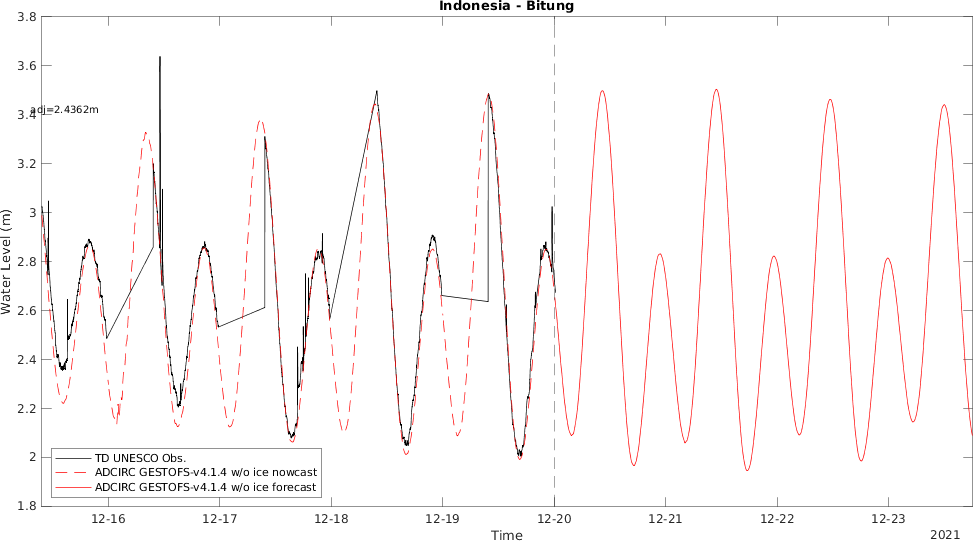 Indonesia - Bitung
3.8
3.6
adj=2.4362m
3.4
3.2
3
2.8
2.6
2.4
2.2
2
1.8
Water Level (m)
TD UNESCO Obs.
ADCIRC GESTOFS-v4.1.4 w/o ice nowcast
ADCIRC GESTOFS-v4.1.4 w/o ice forecast
12-16 12-17 12-18 12-19 12-20 12-21 12-22 12-23
Time
2021